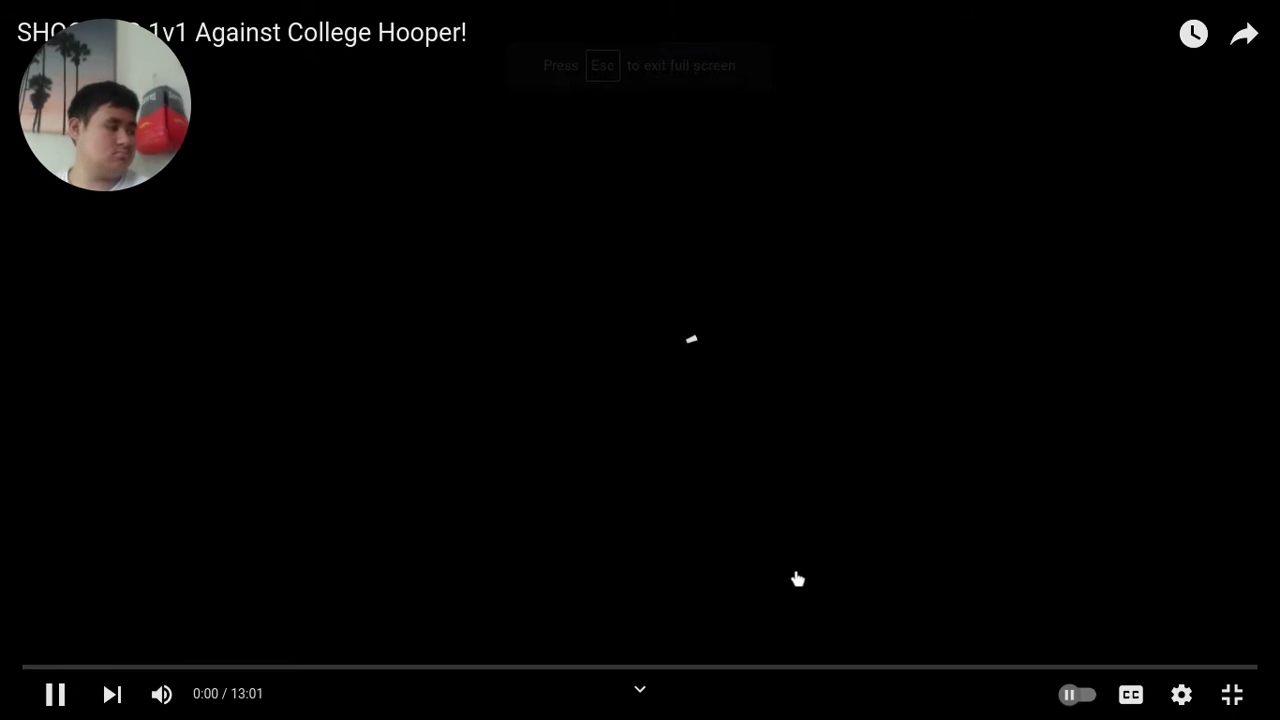 1v1 Against College Hooper!
Press Esc to exit full screen
0:00 / 13:01
CC